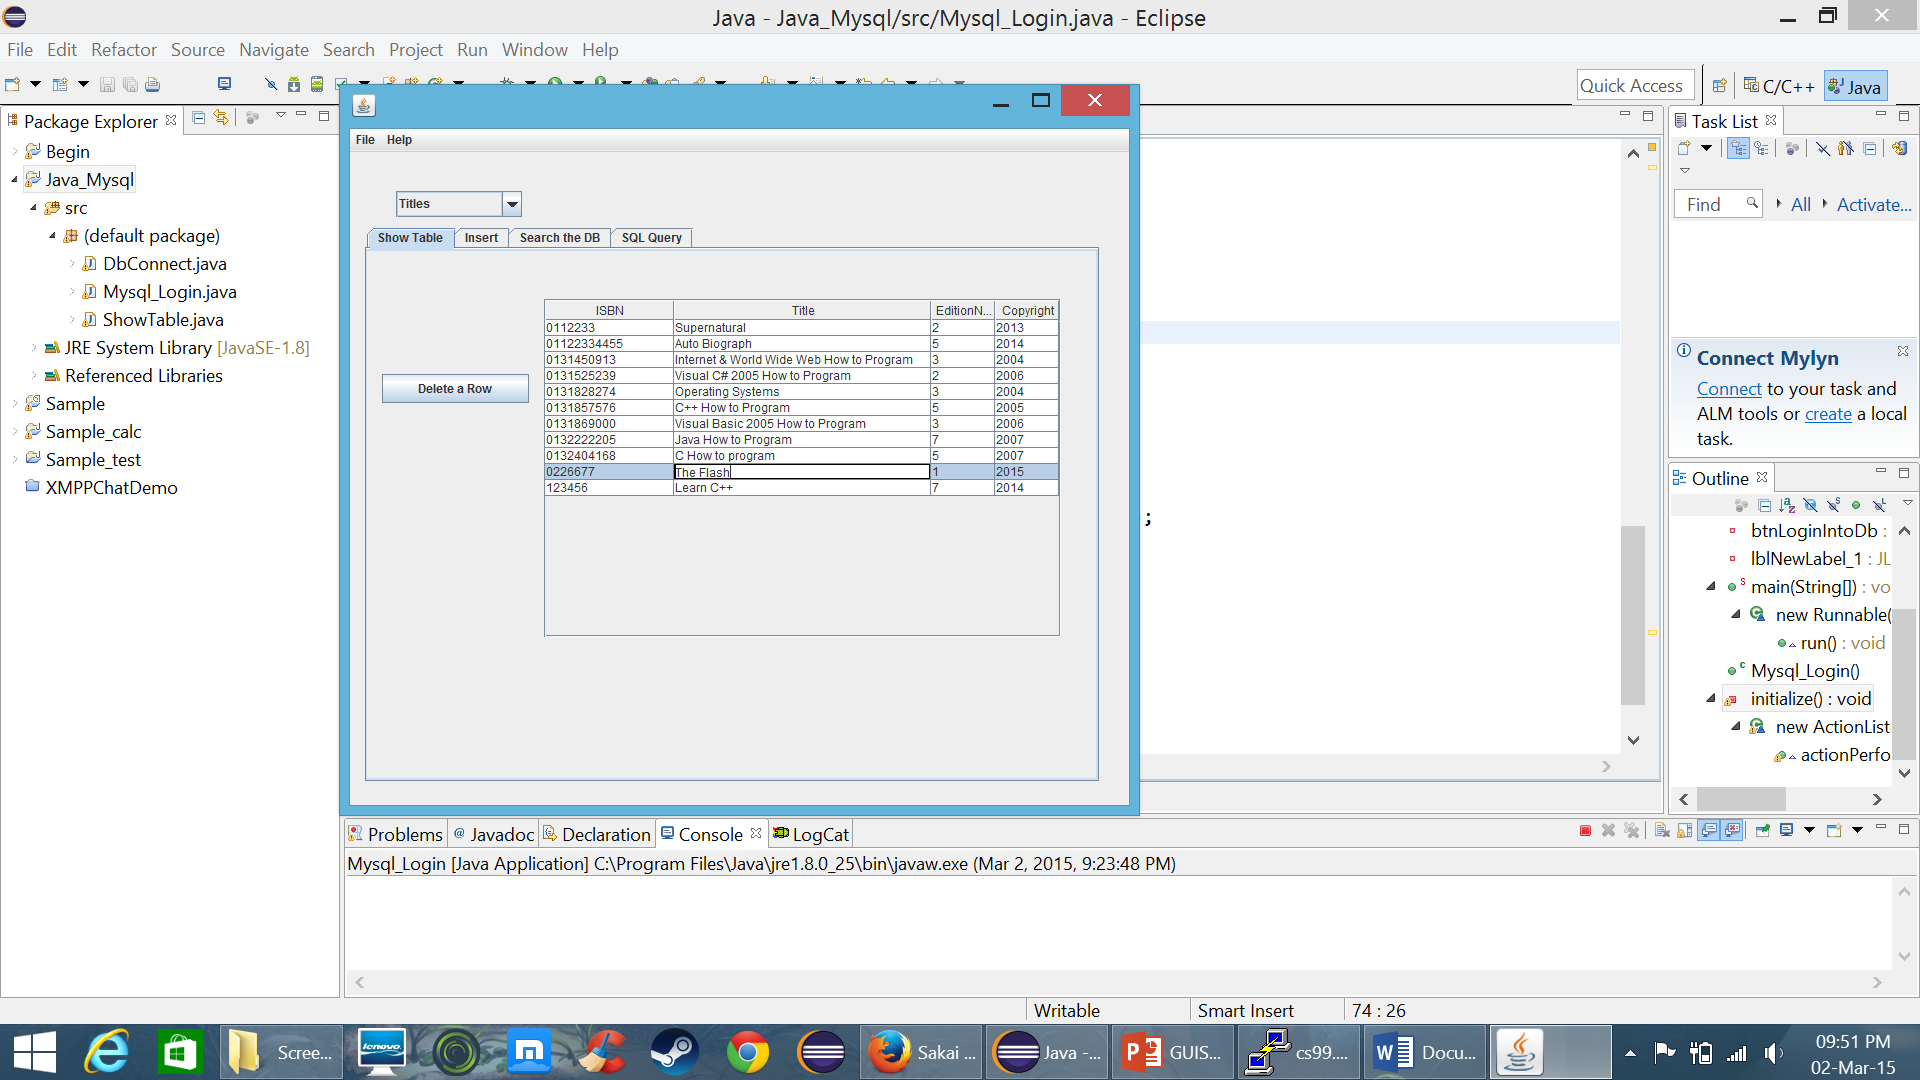 Java - Java_Mysql/src/Mysql_Login.java - Eclipse
File Edit Refactor Source Navigate Search Project Run Window Help
Quick Access
C/C++
Java
Package Explorer
Begin
Java_Mysql
src
(default package)
DbConnect.java
Mysql_Login.java
ShowTable.java
JRE System Library [JavaSE-1.8]
Referenced Libraries
Sample
Sample_calc
Sample_test
XMPPChatDemo
File Help
Titles
Show Table Insert Search the DB SQL Query
Delete a Row
ISBN Title EditionN... Copyright
0112233 Supernatural 2 2013
01122334455 Auto Biograph 5 2014
0131450913 Internet & World Wide Web How to Program 3 2004
0131525239 Visual C# 2005 How to Program 2 2006
0131828274 Operating Systems 3 2004
0131857576 C++ How to Program 5 2005
0131869000 Visual Basic 2005 How to Program 3 2006
0132222205 Java How to Program 7 2007
0132404168 C How to program 5 2007
0226677 The Flash 1 2015
123456 Learn C++ 7 2014
;
Task List
Find All Activate...
Connect Mylyn
Connect to your task and
ALM tools or create a local
task.
Outline
btnLoginIntoDb :
lblNewLabel_1 : JL
main(String[]) : vo
new Runnable(
run() : void
Mysql_Login()
initialize() : void
new ActionList
actionPerfo
Problems @ Javadoc Declaration Console LogCat
Mysql_Login [Java Application] C:\Program Files\Java\jre1.8.0_25\bin\javaw.exe (Mar 2, 2015, 9:23:48 PM)
Writable Smart Insert 74 : 26
Scree...
lenovo
Sakai ...
Java -...
GUIS...
cs99....
Docu...
09:51 PM
02-Mar-15